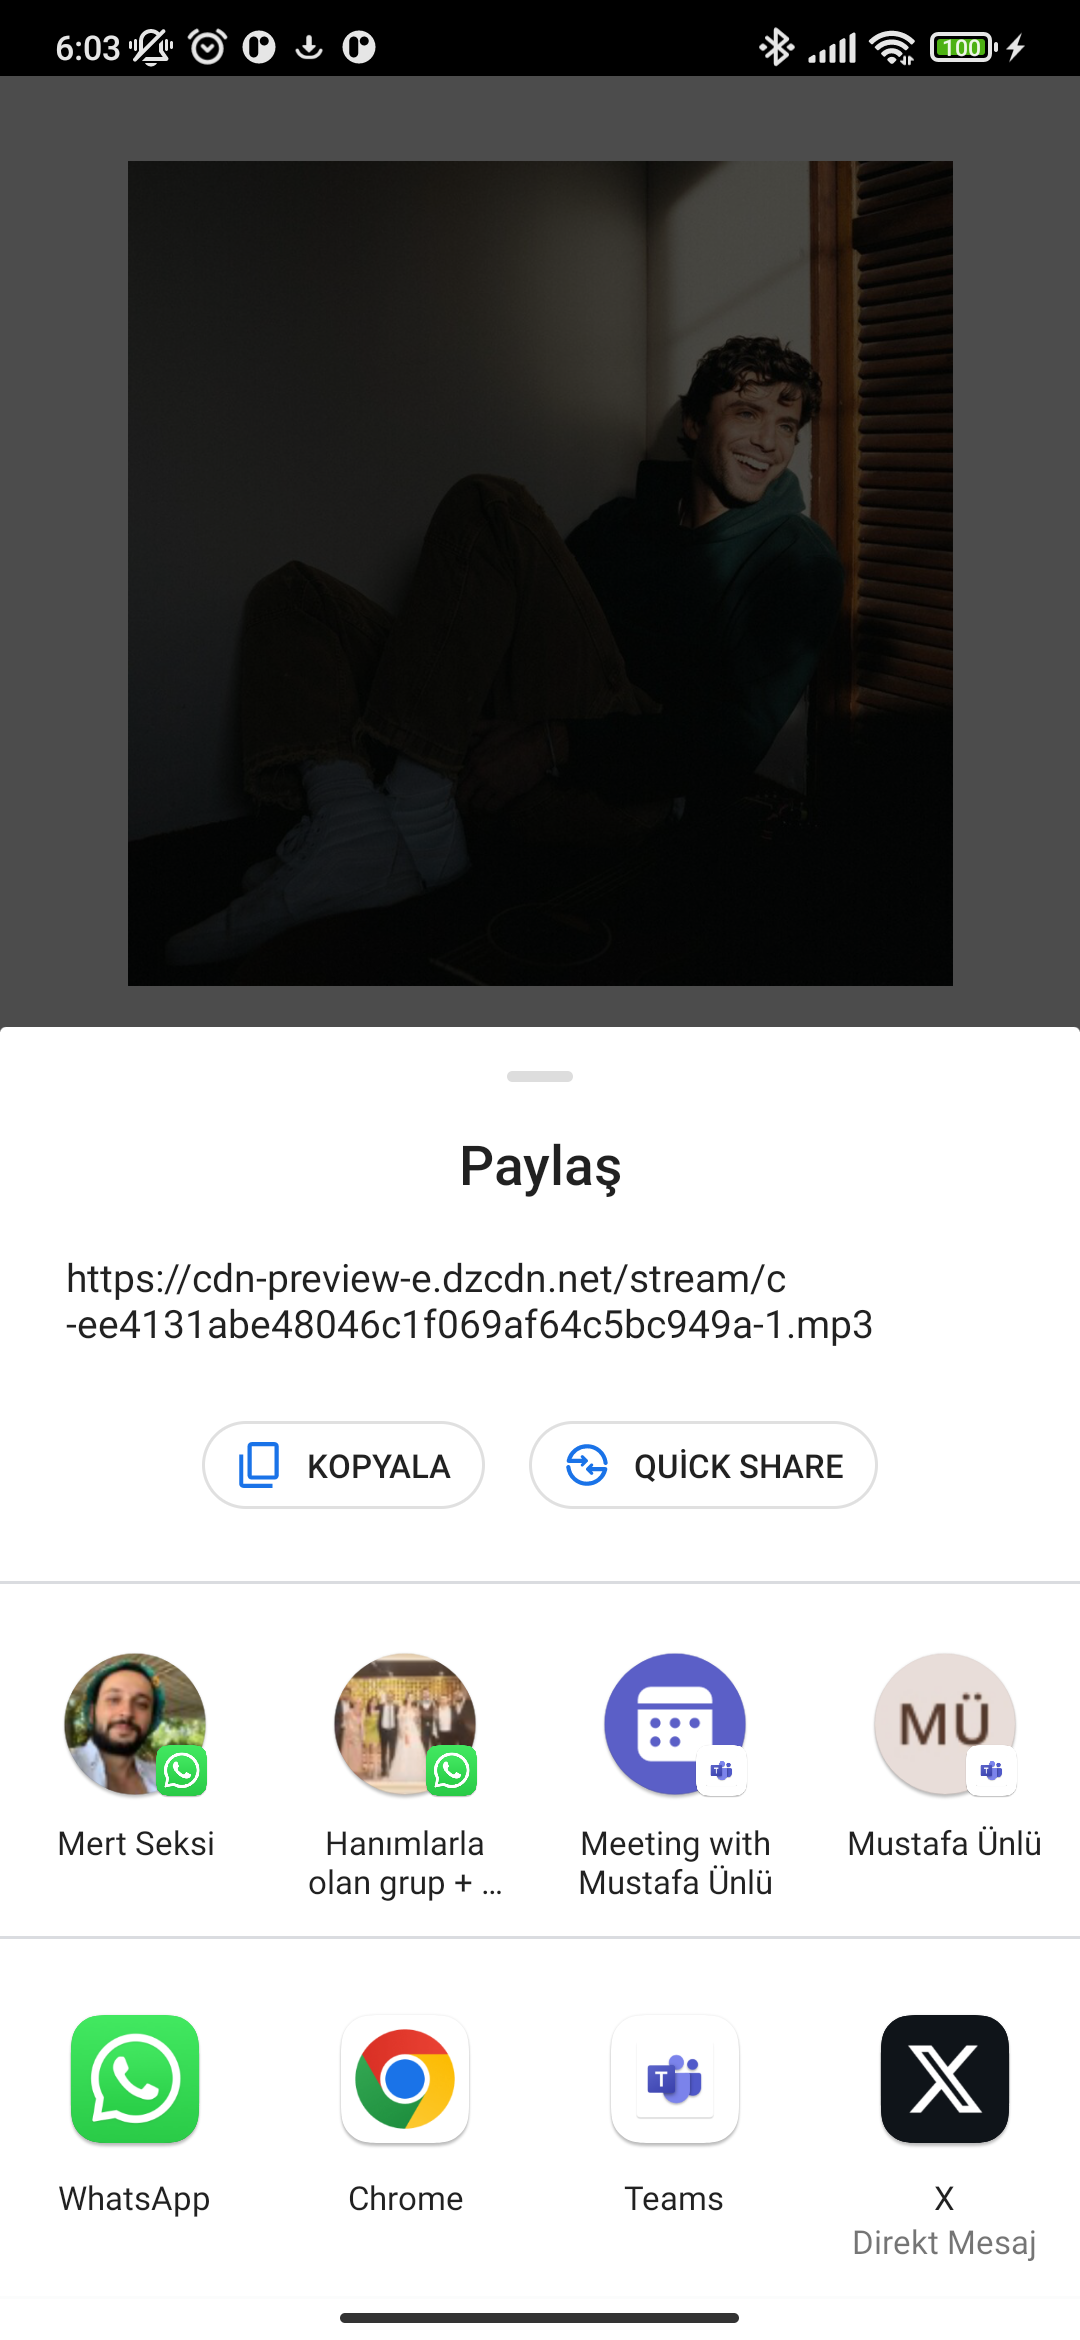 6:03
100
Paylaş
https://cdn-preview-e.dzcdn.net/stream/c
-ee4131abe48046c1f069af64c5bc949a-1.mp3
KOPYALA
QUİCK SHARE
MÜ
Mert Seksi
Hanımlarla
olan grup + ...
Meeting with
Mustafa Ünlü
Mustafa Ünlü
T
WhatsApp
Chrome
Teams
X
Direkt Mesaj